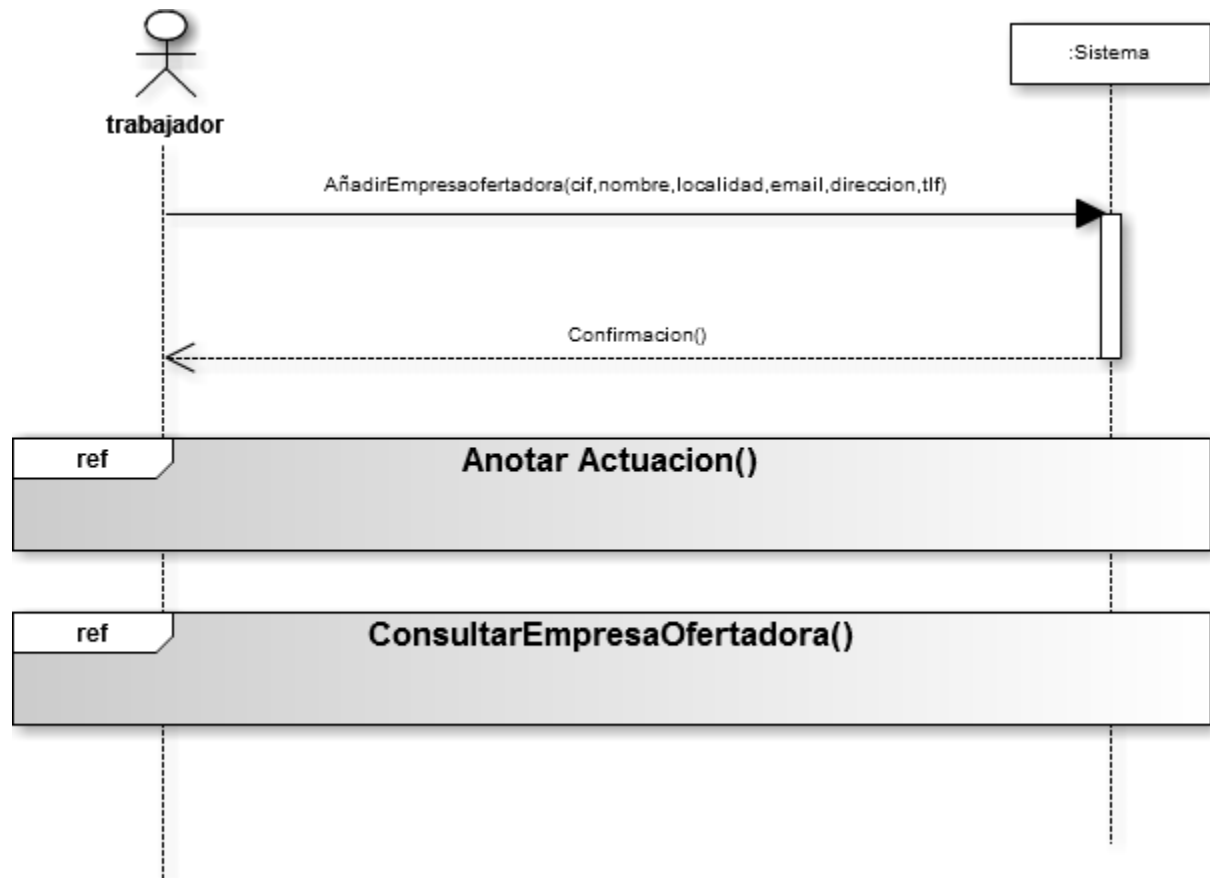 :Sistema
trabajador
AñadirEmpresaofertadora(cif,nombre,localidad,email,direccion,tlf)
Confirmacion()
ref
Anotar Actuacion()
ref
ConsultarEmpresaOfertadora()